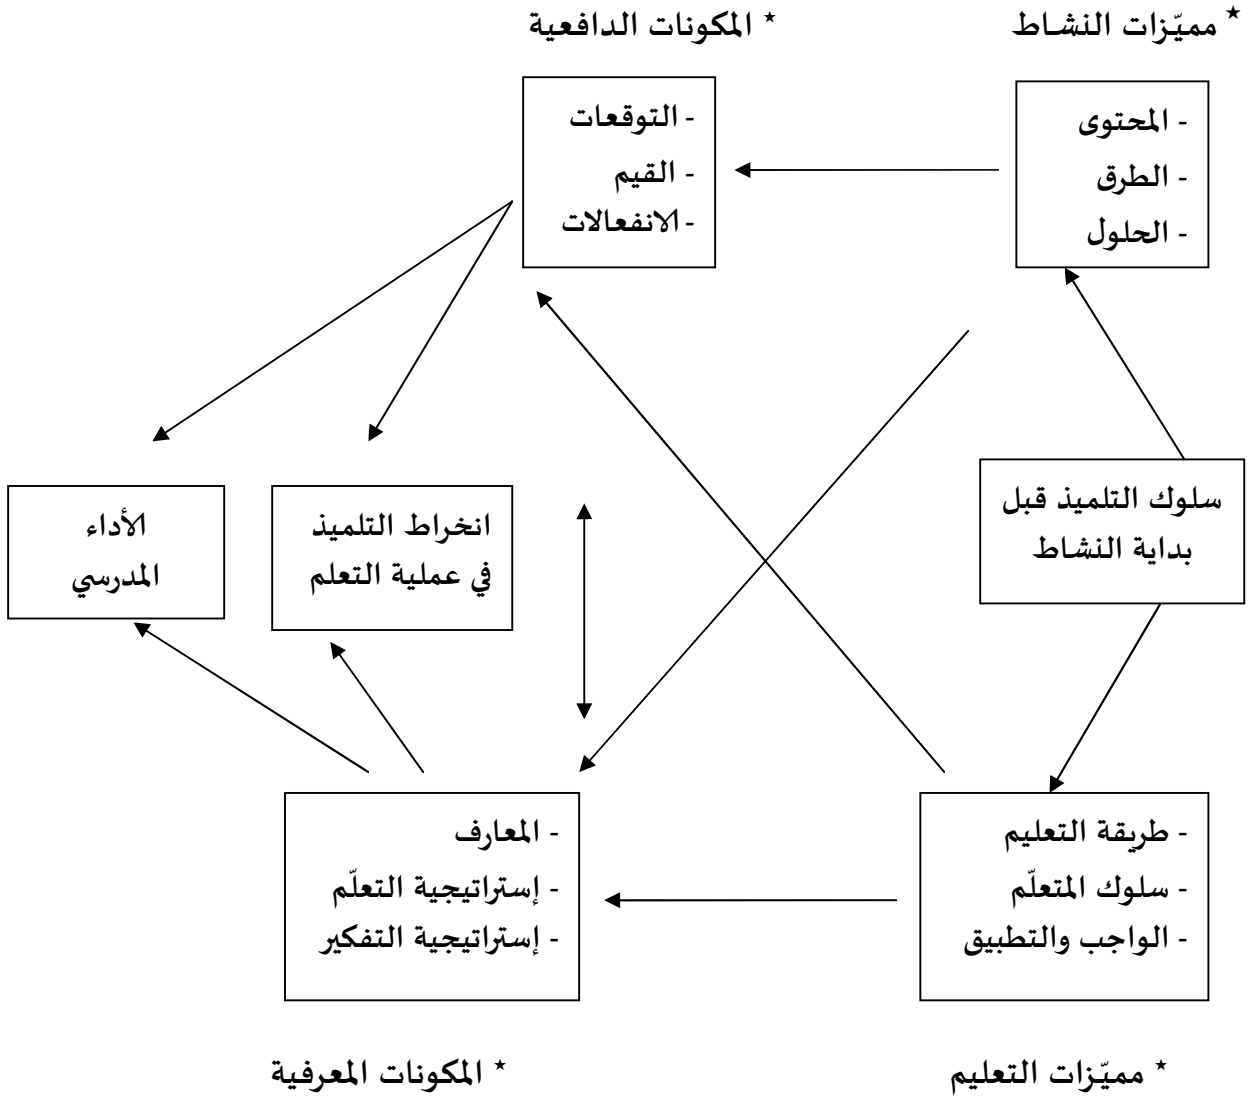 * مميّزات النشاط
* المكونات الدافعية
- المحتوى
- الطرق
- الحلول
- التوقعات
- القيم
- الانفعالات
سلوك التلميذ قبل
بداية النشاط
انخراط التلميذ
في عملية التعلم
الأداء
المدرسي
- طريقة التعليم
- سلوك المتعلّم
- الواجب والتطبيق
- المعارف
- إستراتيجية التعلّم
- إستراتيجية التفكير
* مميّزات التعليم
* المكونات المعرفية